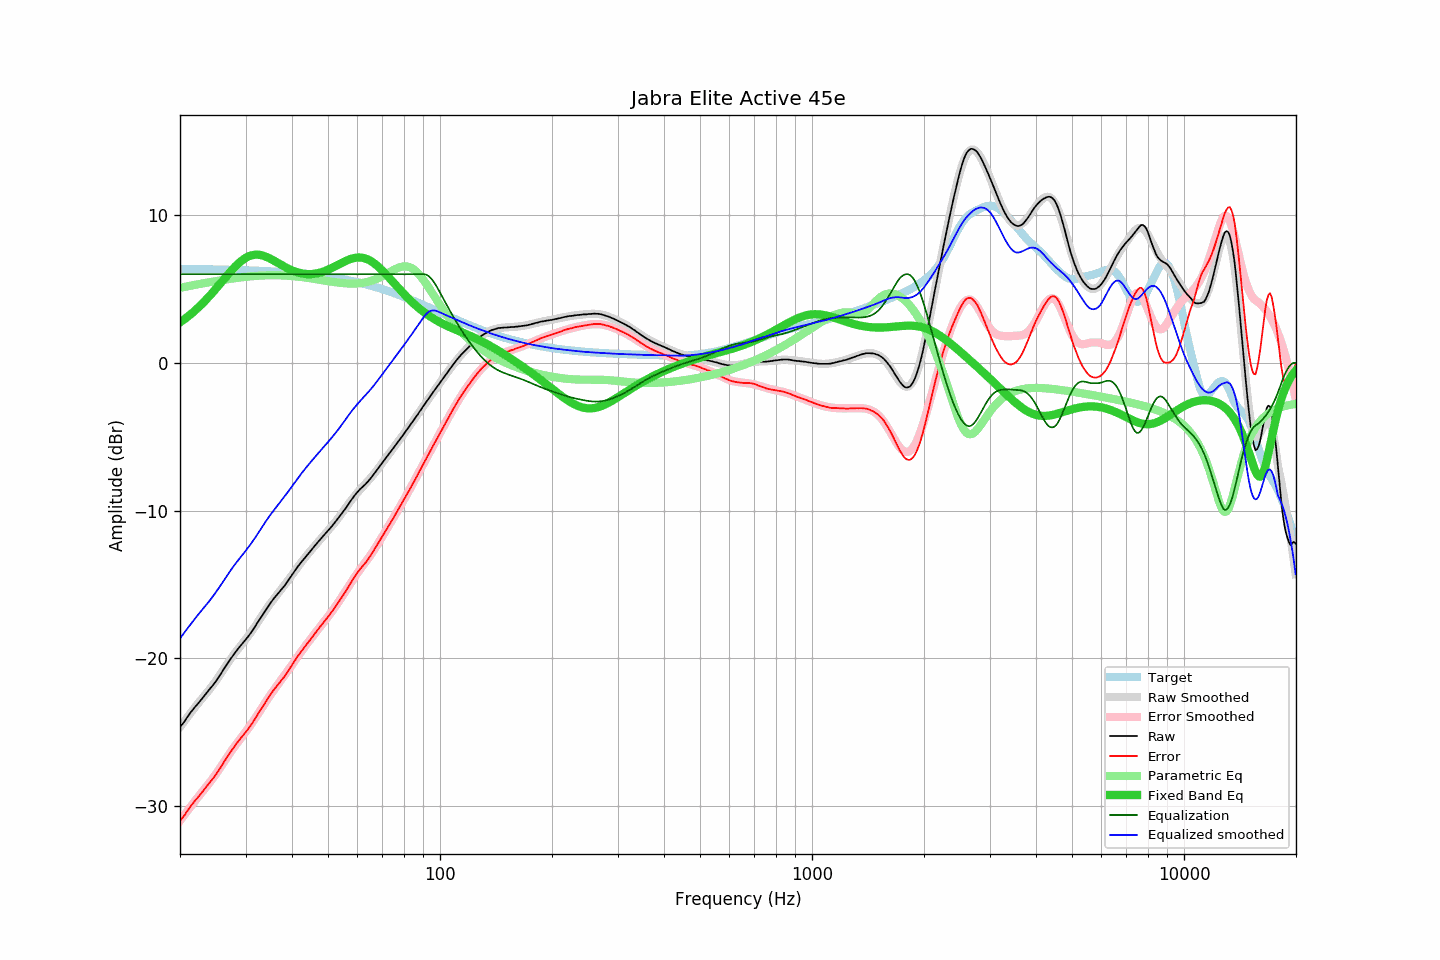 Jabra Elite Active 45e
Amplitude (dBr)
10
0
−10
−20
−30
100
1000
10000
Frequency (Hz)
Target
Raw Smoothed
Error Smoothed
Raw
Error
Parametric Eq
Fixed Band Eq
Equalization
Equalized smoothed